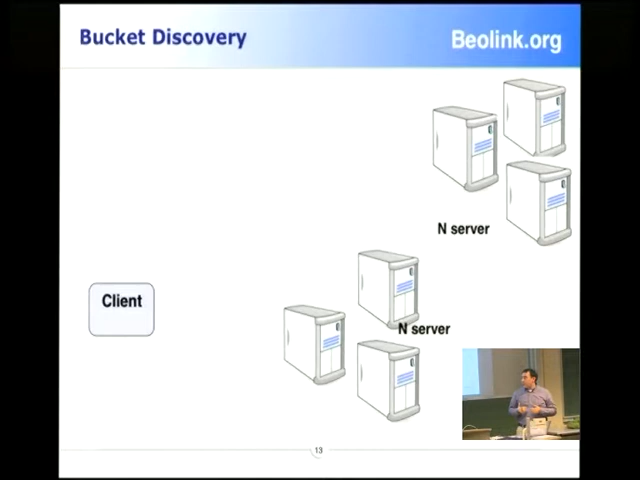 Bucket Discovery
Beolink.org
N server
Client
N server
13